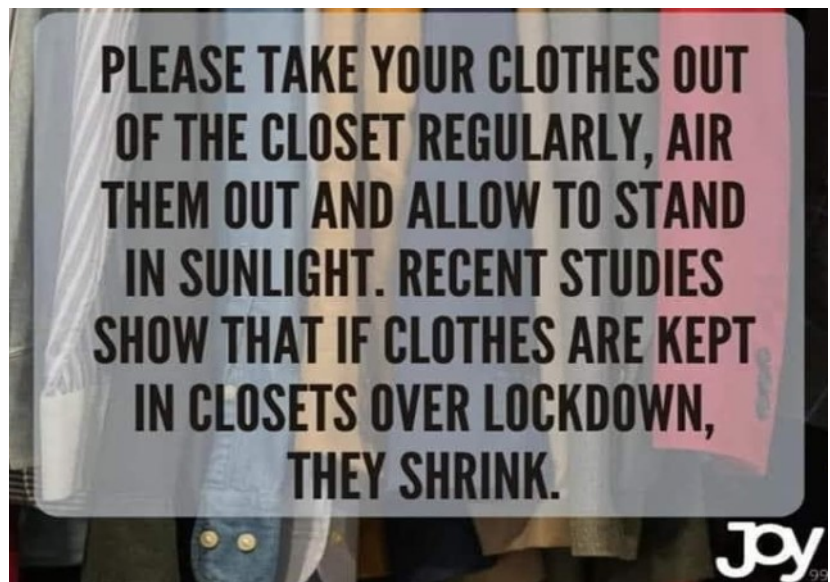 PLEASE TAKE YOUR CLOTHES OUT
OF THE CLOSET REGULARLY, AIR
THEM OUT AND ALLOW TO STAND
IN SUNLIGHT. RECENT STUDIES
SHOW THAT IF CLOTHES ARE KEPT
IN CLOSETS OVER LOCKDOWN,
THEY SHRINK.
Joy